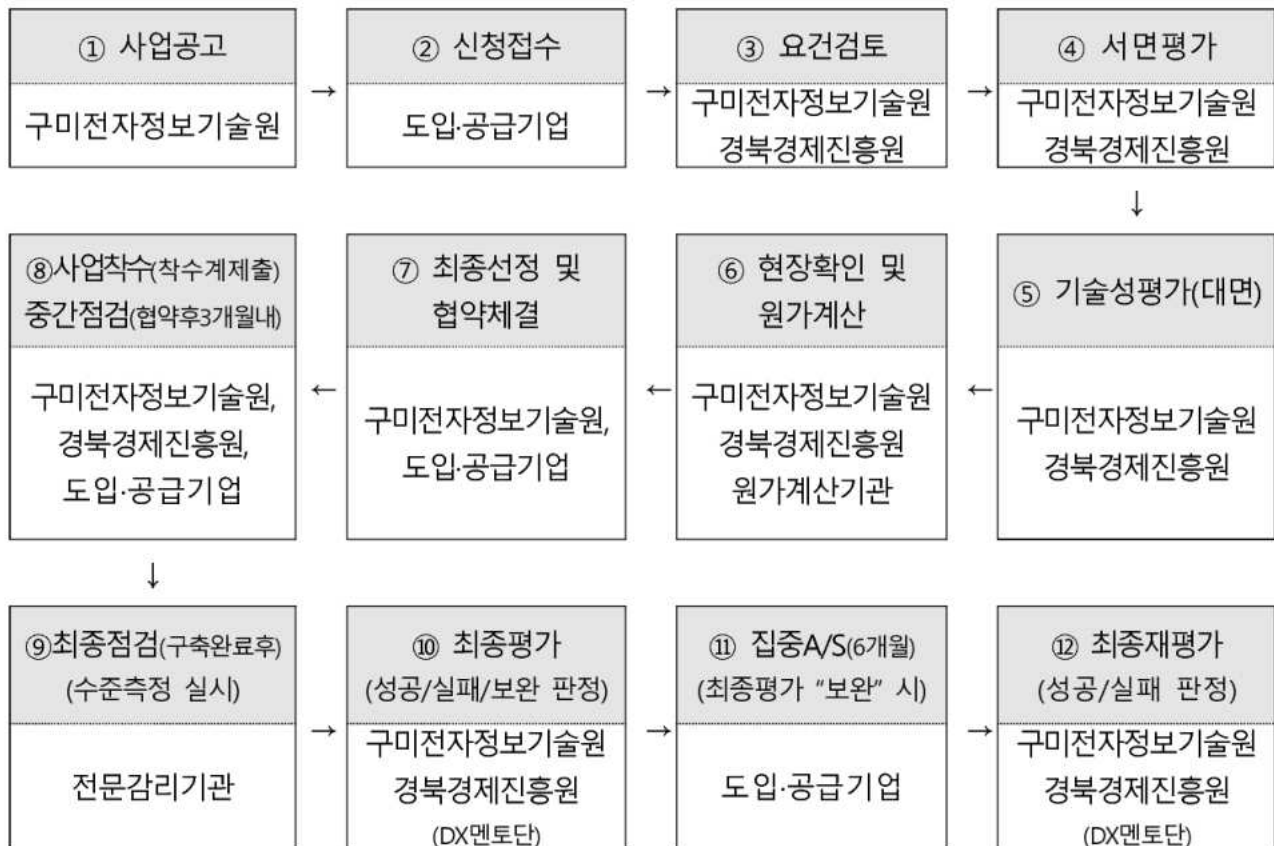 ① 사업공고
구미전자정보기술원
→
② 신청접수
도입·공급기업
→
③ 요건검토
구미전자정보기술원
경북경제진흥원
→
④ 서면평가
구미전자정보기술원
경북경제진흥원
↓
⑤ 기술성평가(대면)
구미전자정보기술원
경북경제진흥원
←
⑥ 현장확인 및
원가계산
구미전자정보기술원
경북경제진흥원
원가계산기관
←
⑦ 최종선정 및
협약체결
구미전자정보기술원,
도입·공급기업
←
⑧사업착수(착수계제출)
중간점검(협약후3개월내)
구미전자정보기술원,
경북경제진흥원,
도입·공급기업
↓
⑨최종점검(구축완료후)
(수준측정 실시)
전문감리기관
→
⑩ 최종평가
(성공/실패/보완 판정)
구미전자정보기술원
경북경제진흥원
(DX멘토단)
→
⑪ 집중A/S(6개월)
(최종평가 “보완” 시)
도입·공급기업
→
⑫ 최종재평가
(성공/실패 판정)
구미전자정보기술원
경북경제진흥원
(DX멘토단)